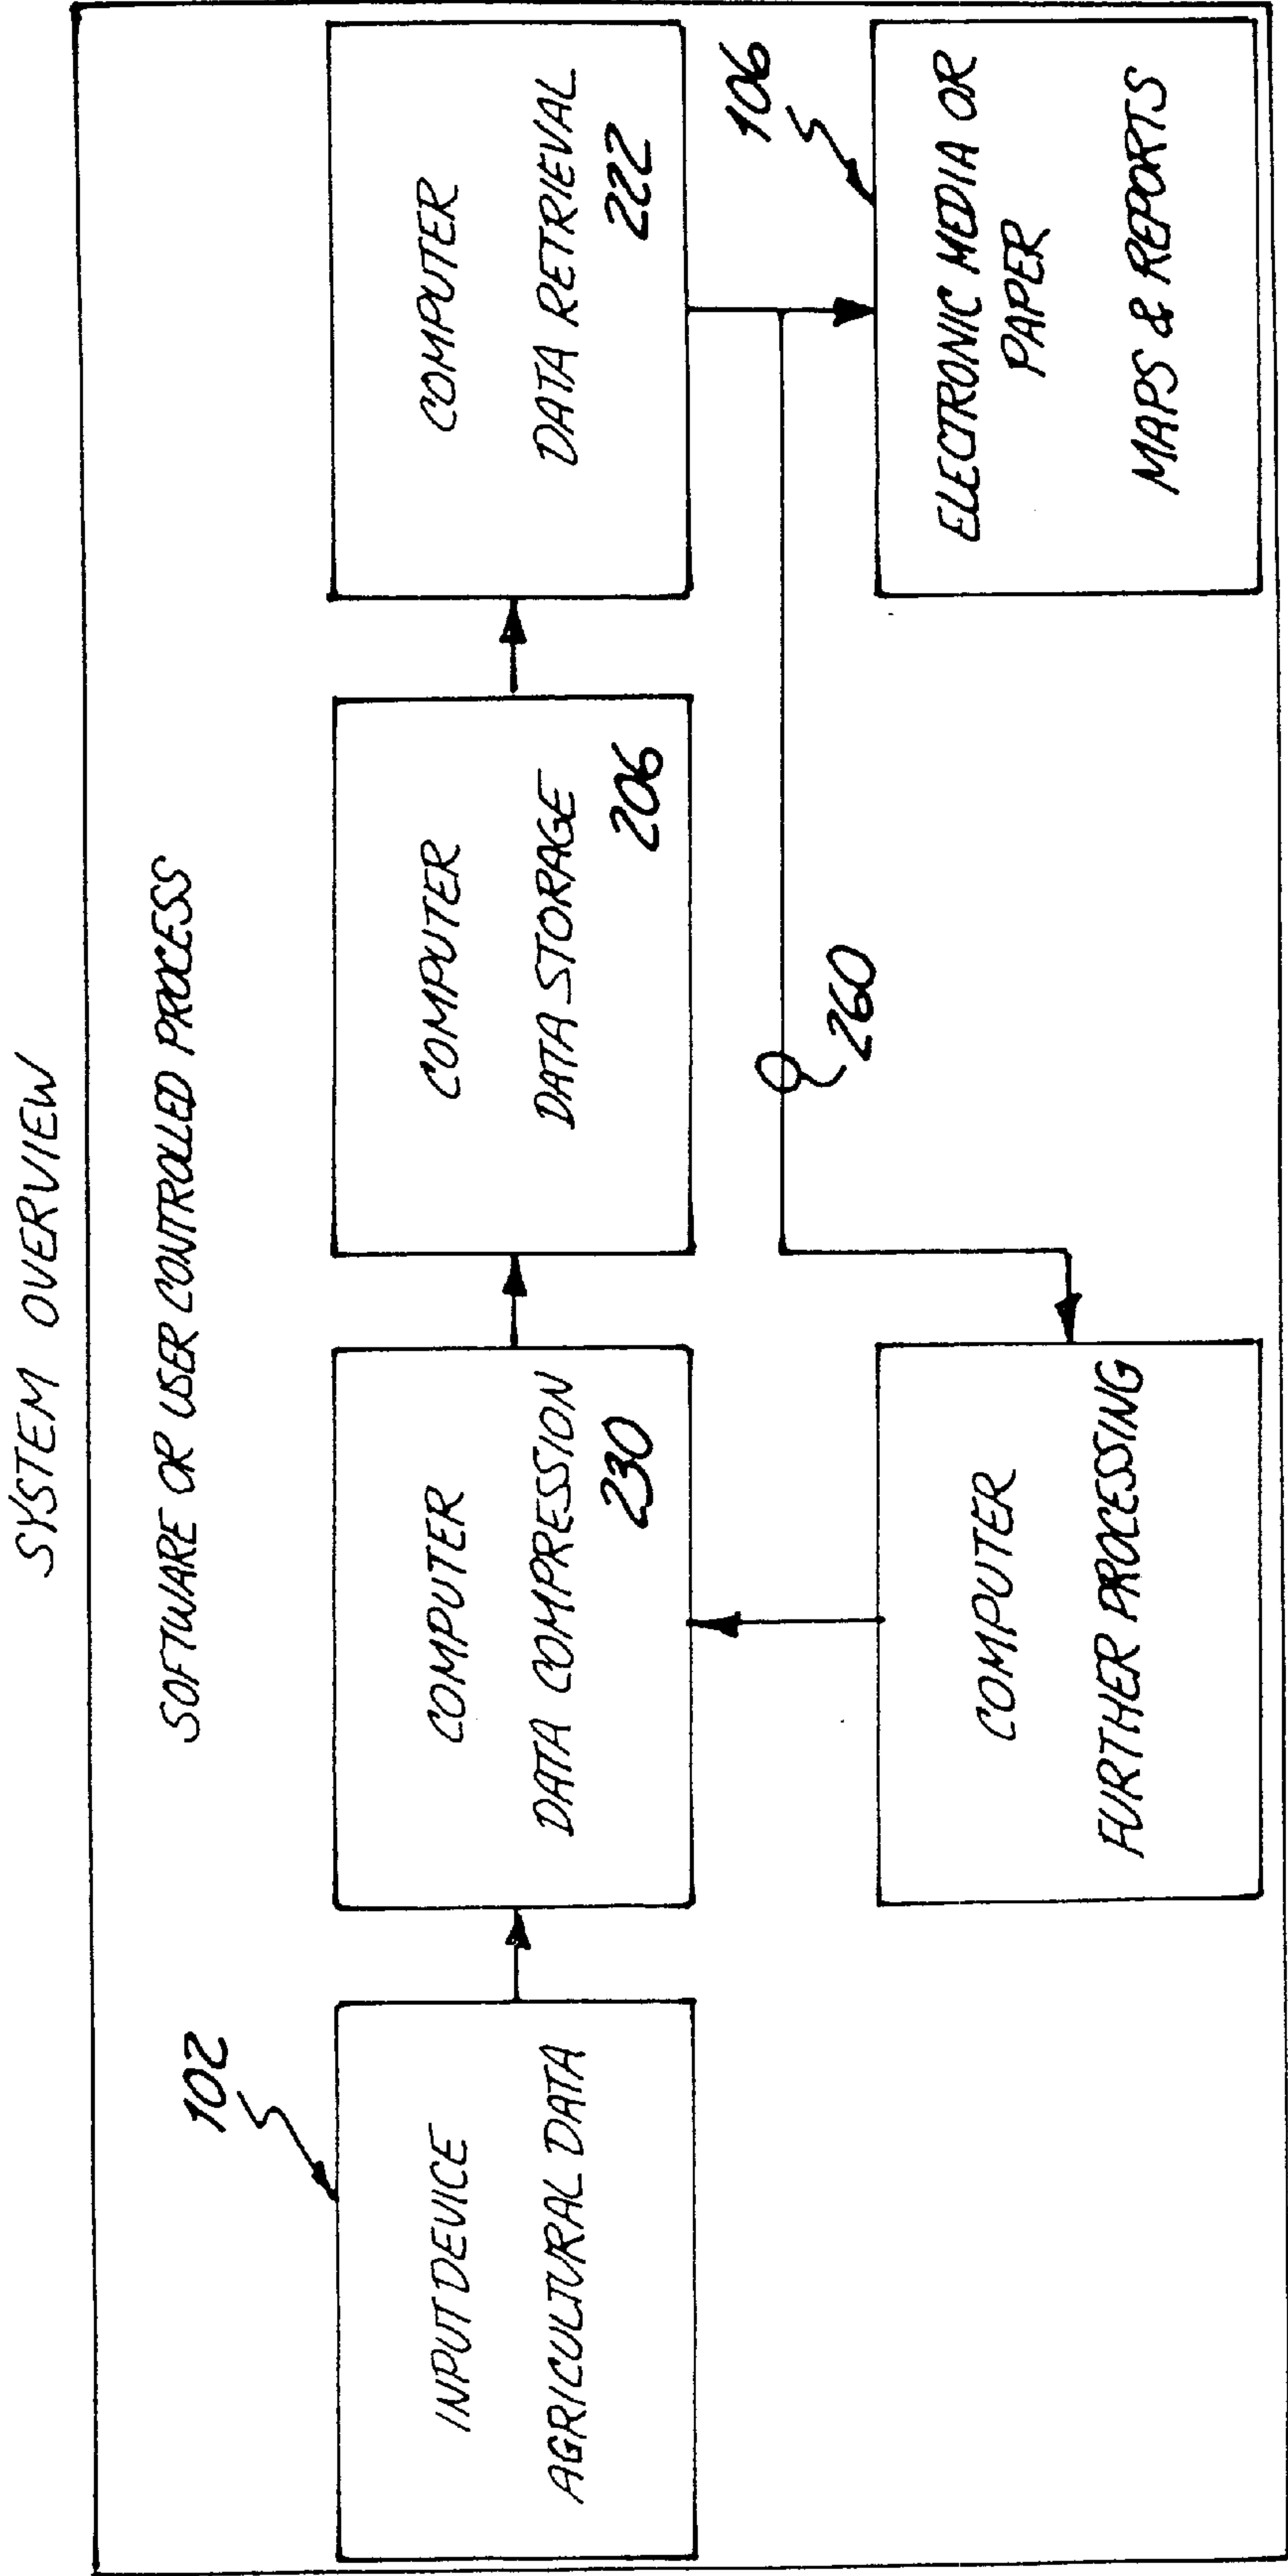 SYSTEM OVERVIEW
SOFTWARE OR USER CONTROLLED PROCESS
102
INPUT DEVICE
AGRICULTURAL DATA
COMPUTER
DATA COMPRESSION
230
COMPUTER
DATA STORAGE
206
COMPUTER
DATA RETRIEVAL
222
260
106
COMPUTER
FURTHER PROCESSING
ELECTRONIC MEDIA OR
PAPER
MAPS & REPORTS